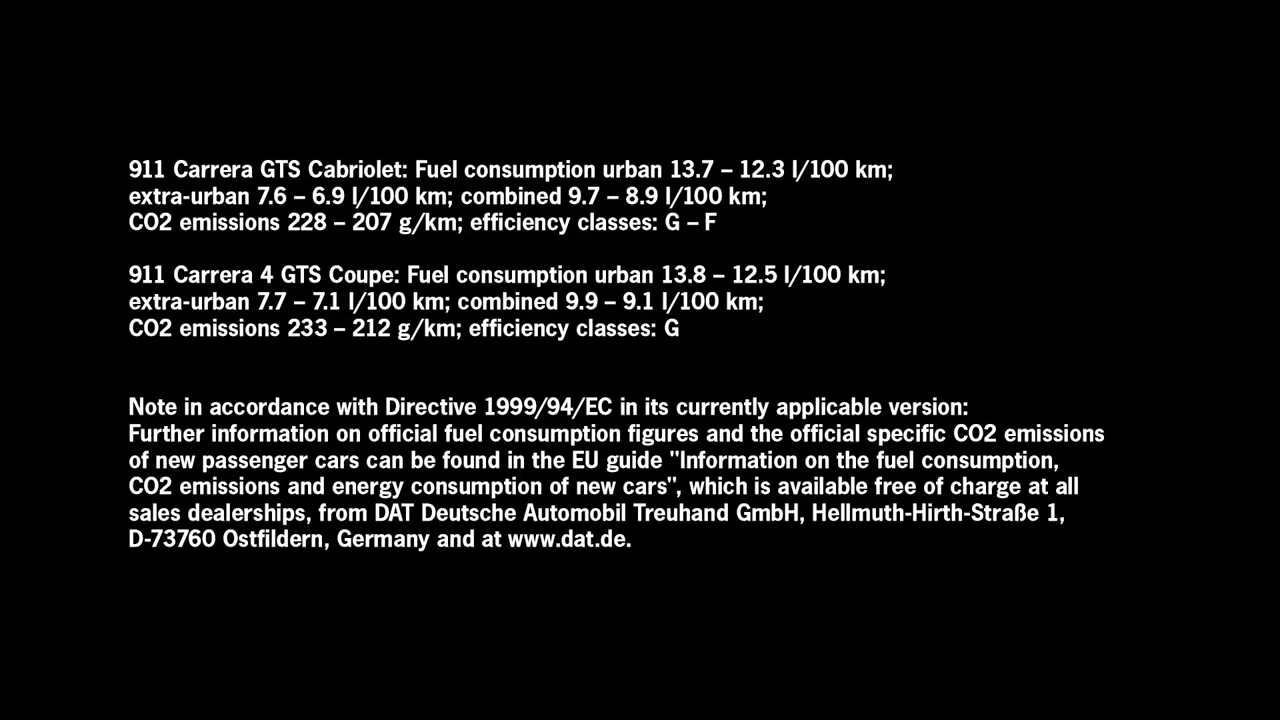 911 Carrera GTS Cabriolet: Fuel consumption urban 13.7 – 12.3 l/100 km;
extra-urban 7.6 – 6.9 l/100 km; combined 9.7 – 8.9 l/100 km;
CO2 emissions 228 – 207 g/km; efficiency classes: G – F
911 Carrera 4 GTS Coupe: Fuel consumption urban 13.8 – 12.5 l/100 km;
extra-urban 7.7 – 7.1 l/100 km; combined 9.9 – 9.1 l/100 km;
CO2 emissions 233 – 212 g/km; efficiency classes: G
Note in accordance with Directive 1999/94/EC in its currently applicable version:
Further information on official fuel consumption figures and the official specific CO2 emissions
of new passenger cars can be found in the EU guide "Information on the fuel consumption,
CO2 emissions and energy consumption of new cars", which is available free of charge at all
sales dealerships, from DAT Deutsche Automobil Treuhand GmbH, Hellmuth-Hirth-Straße 1,
D-73760 Ostfildern, Germany and at www.dat.de.